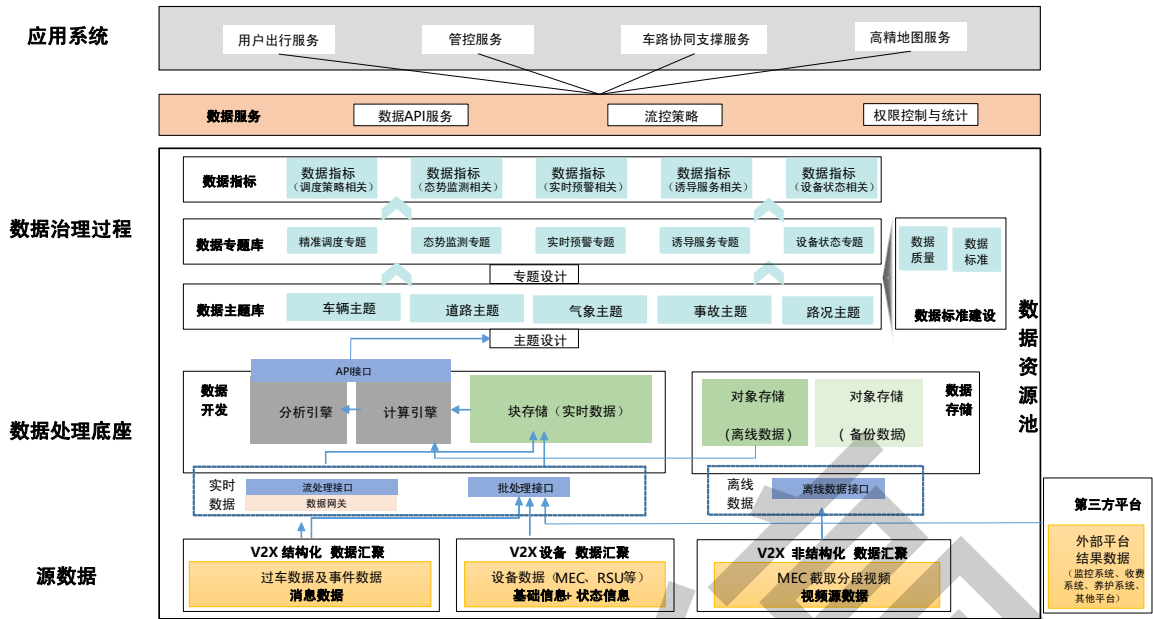 应用系统
用户出行服务
管控服务
车路协同支撑服务
高精地图服务
数据服务
数据API服务
流控策略
权限控制与统计
数据治理过程
数据指标
数据指标
(调度策略相关)
数据指标
(态势监测相关)
数据指标
(实时预警相关)
数据指标
(诱导服务相关)
数据指标
(设备状态相关)
数据专题库
精准调度专题
态势监测专题
实时预警专题
诱导服务专题
设备状态专题
专题设计
数据主题库
车辆主题
道路主题
气象主题
事故主题
路况主题
主题设计
数据
质量
数据
标准
数据标准建设
数据资源池
数据处理底座
数据
开发
API接口
分析引擎
计算引擎
块存储(实时数据)
对象存储
(离线数据)
对象存储
(备份数据)
数据
存储
实时
数据
流处理接口
数据网关
批处理接口
离线
数据
离线数据接口
源数据
V2X 结构化 数据汇聚
过车数据及事件数据
消息数据
V2X 设备 数据汇聚
设备数据(MEC、RSU等)
基础信息+ 状态信息
V2X 非结构化 数据汇聚
MEC 截取分段视频
视频源数据
第三方平台
外部平台
结果数据
(监控系统、收费
系统、养护系统、
其他平台)